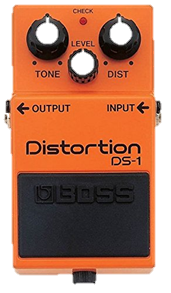 CHECK
LEVEL
TONE DIST
←OUTPUT INPUT←
Distortion
DS-1
BOSS